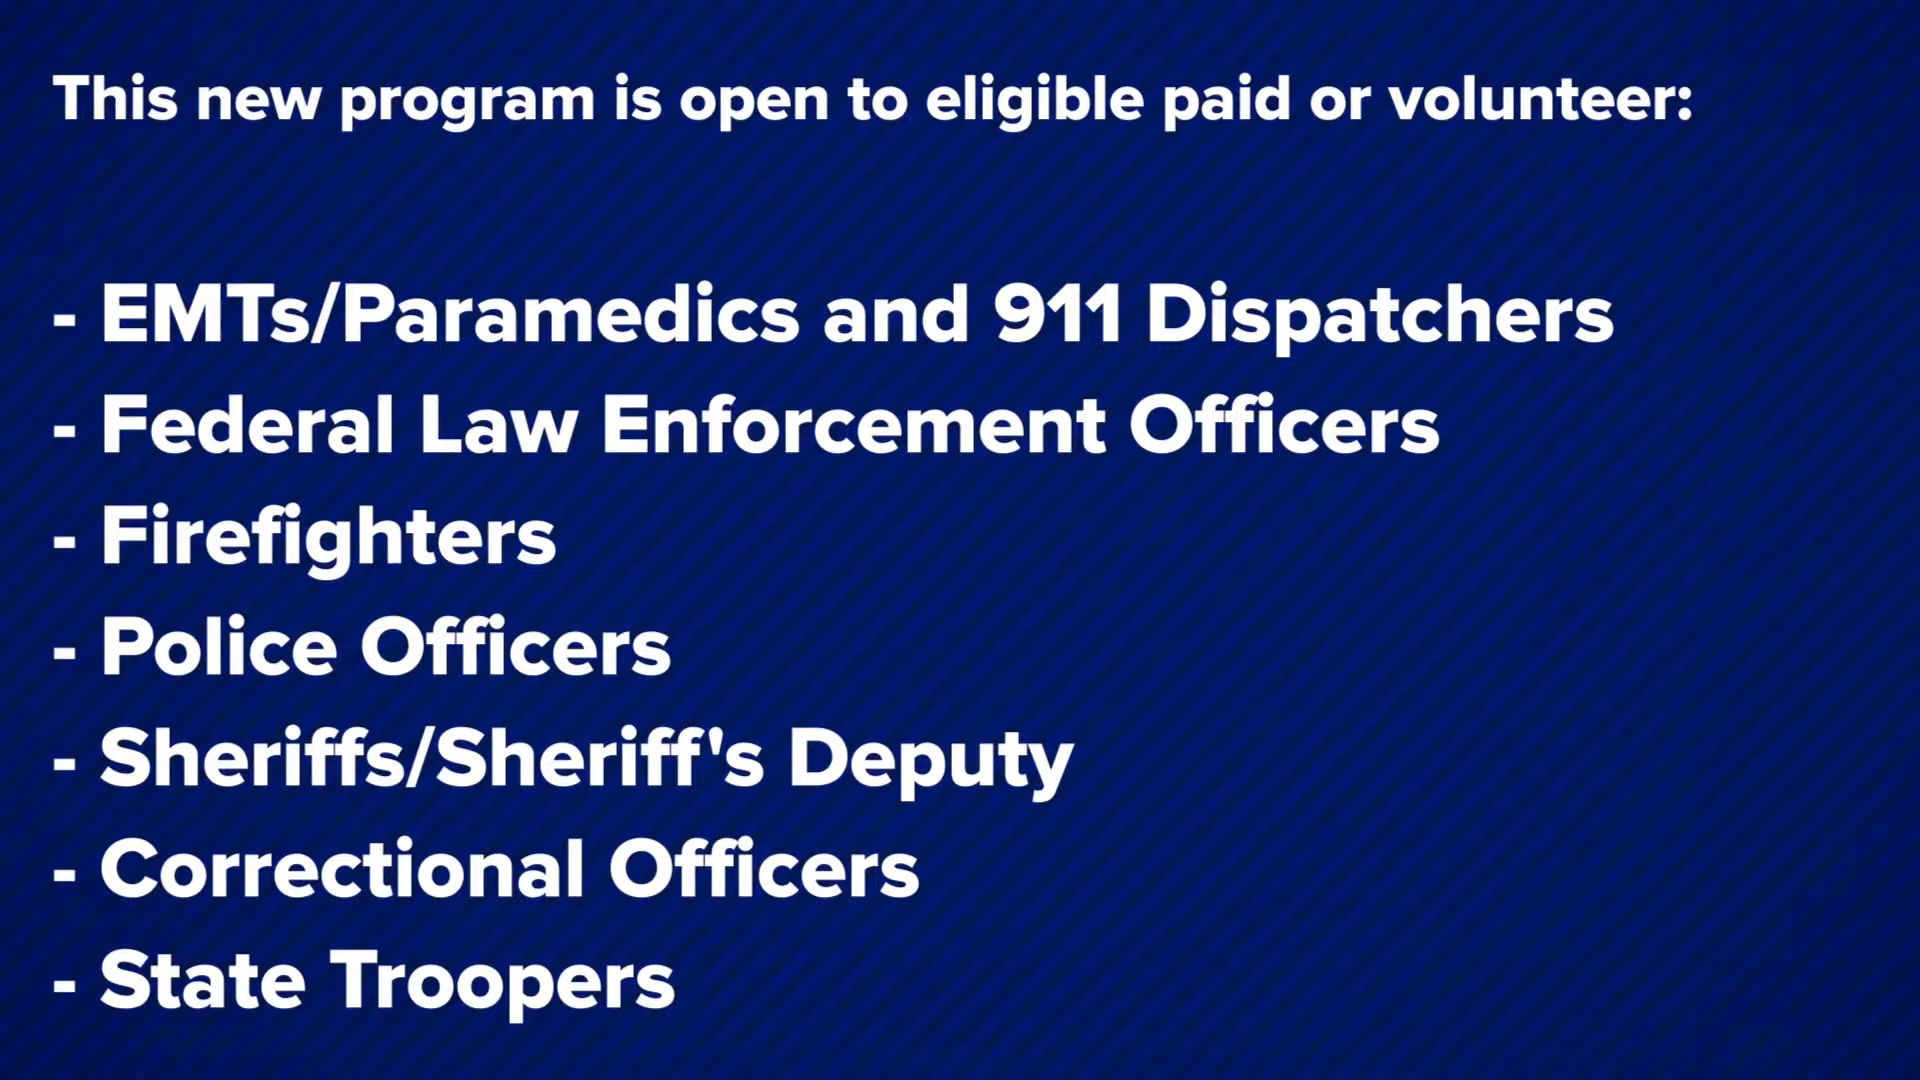 This new program is open to eligible paid or volunteer:
- EMTs/Paramedics and 911 Dispatchers
- Federal Law Enforcement Officers
- Firefighters
- Police Officers
- Sheriffs/Sheriff's Deputy
- Correctional Officers
- State Troopers